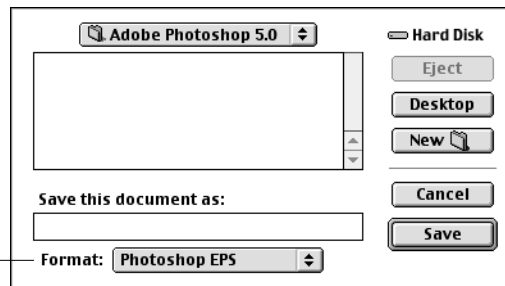 Adobe Photoshop 5.0
Hard Disk
Eject
Desktop
New
Save this document as:
Cancel
Save
Format: Photoshop EPS